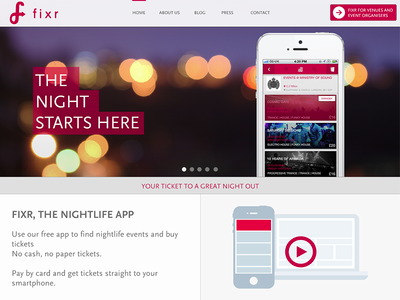 fixr
HOME ABOUT US BLOG PRESS CONTACT
FIXR FOR VENUES AND
EVENT ORGANISERS
THE
NIGHT
STARTS HERE
EVENTS @ MINISTRY OF SOUND
YOUR TICKET TO A GREAT NIGHT OUT
FIXR, THE NIGHTLIFE APP
Use our free app to find nightlife events and buy
tickets
No cash, no paper tickets.
Pay by card and get tickets straight to your
smartphone.